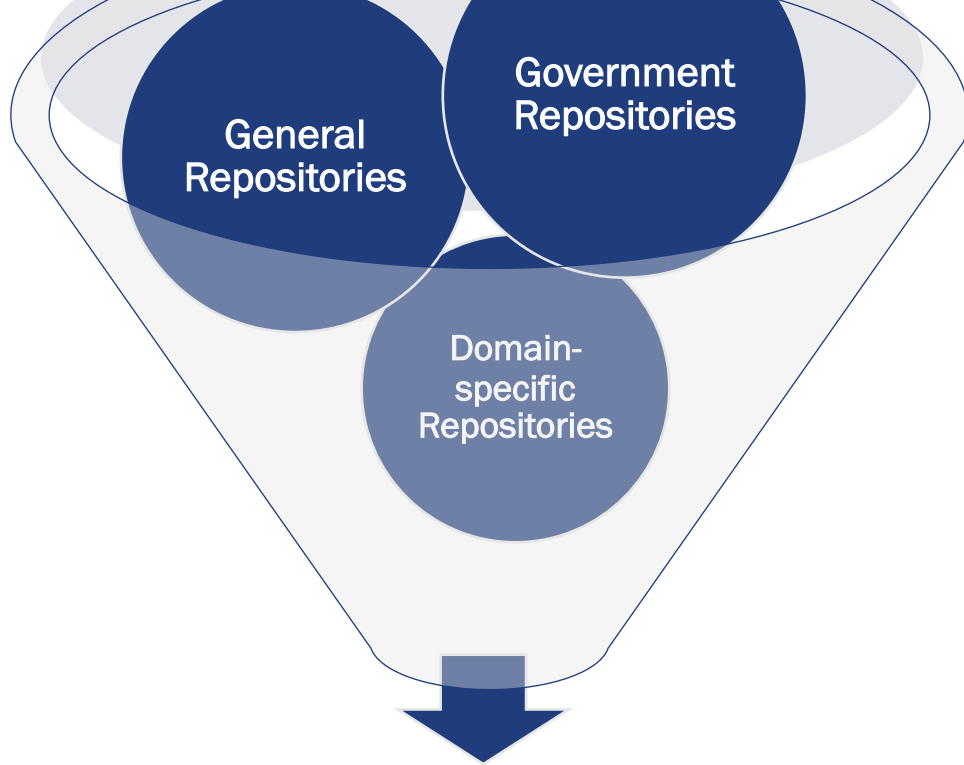 Government
Repositories
General
Repositories
Domain-
specific
Repositories